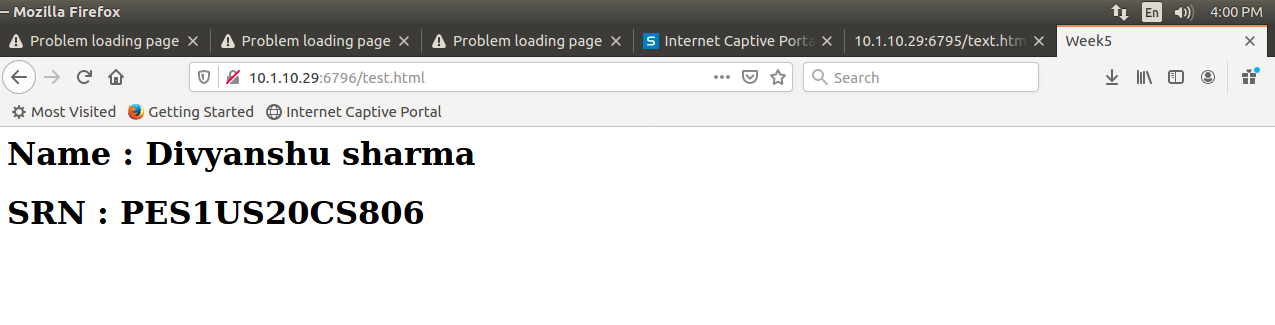 Mozilla Firefox En 4:00 PM
Problem loading page Problem loading page Problem loading page S Internet Captive Porta 10.1.10.29:6795/text.htm Week5
10.1.10.29:6796/test.html Search
Most Visited Getting Started Internet Captive Portal
Name : Divyanshu sharma
SRN : PES1US20CS806